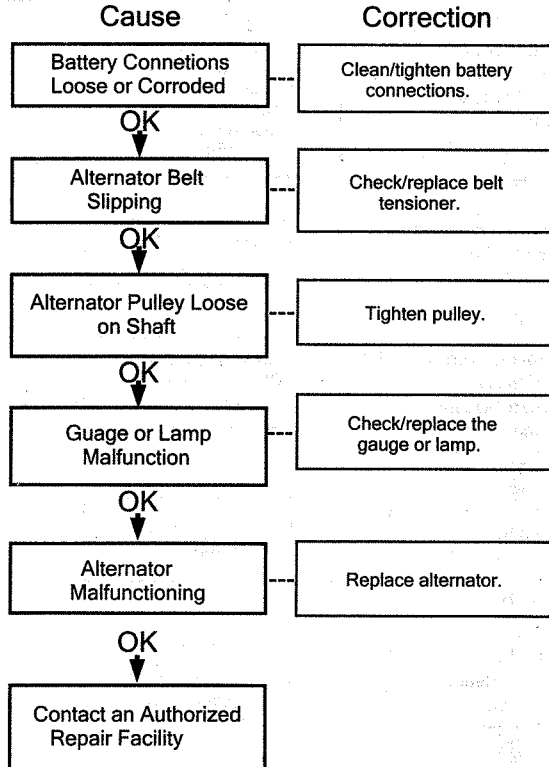 Cause
Correction
Battery Connetions
Loose or Corroded
Clean/tighten battery
connections.
OK
Alternator Belt
Slipping
Check/replace belt
tensioner.
OK
Alternator Pulley Loose
on Shaft
Tighten pulley.
OK
Guage or Lamp
Malfunction
Check/replace the
gauge or lamp.
OK
Alternator
Malfunctioning
Replace alternator.
OK
Contact an Authorized
Repair Facility